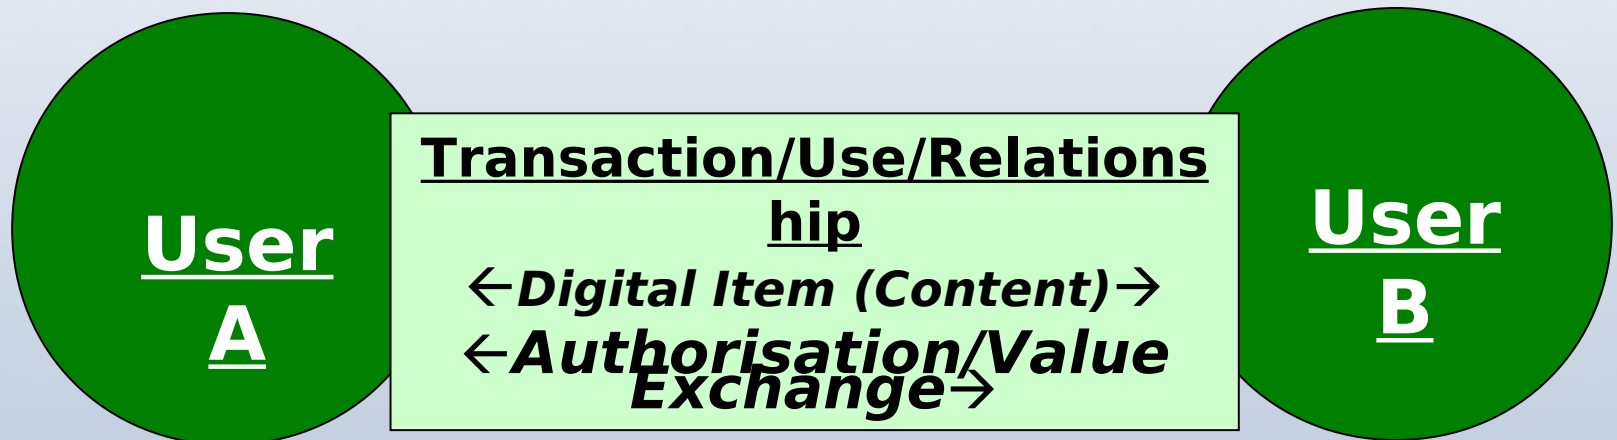 User
A
Transaction/Use/Relations
hip
←Digital Item (Content)→
←Authorisation/Value
Exchange→
User
B